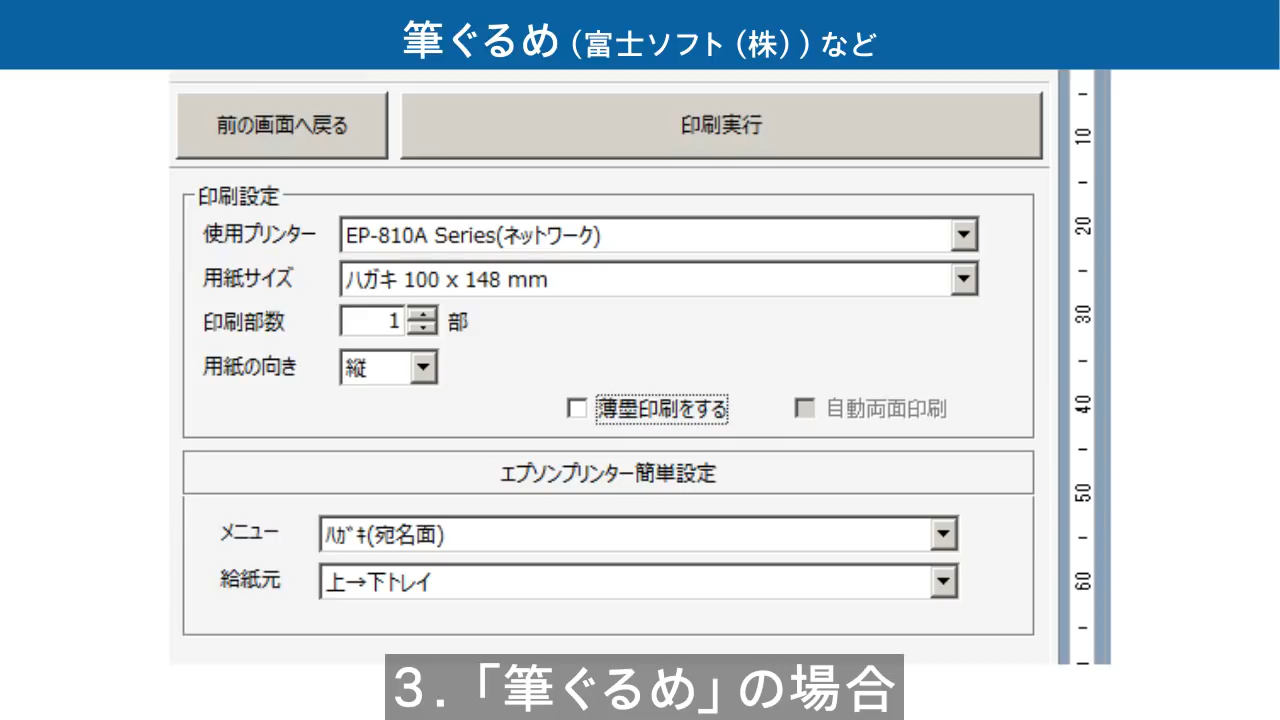 筆ぐるめ（富士ソフト（株））など
前の画面へ戻る
印刷実行
印刷設定
使用プリンター
EP-810A Series(ネットワーク)
用紙サイズ
ハガキ 100 x 148 mm
印刷部数
1
部
用紙の向き
縦
薄墨印刷をする
自動両面印刷
エプソンプリンター簡単設定
メニュー
ﾊｶﾞｷ(宛名面)
給紙元
上→下トレイ
10
20
30
40
50
60
3．「筆ぐるめ」の場合